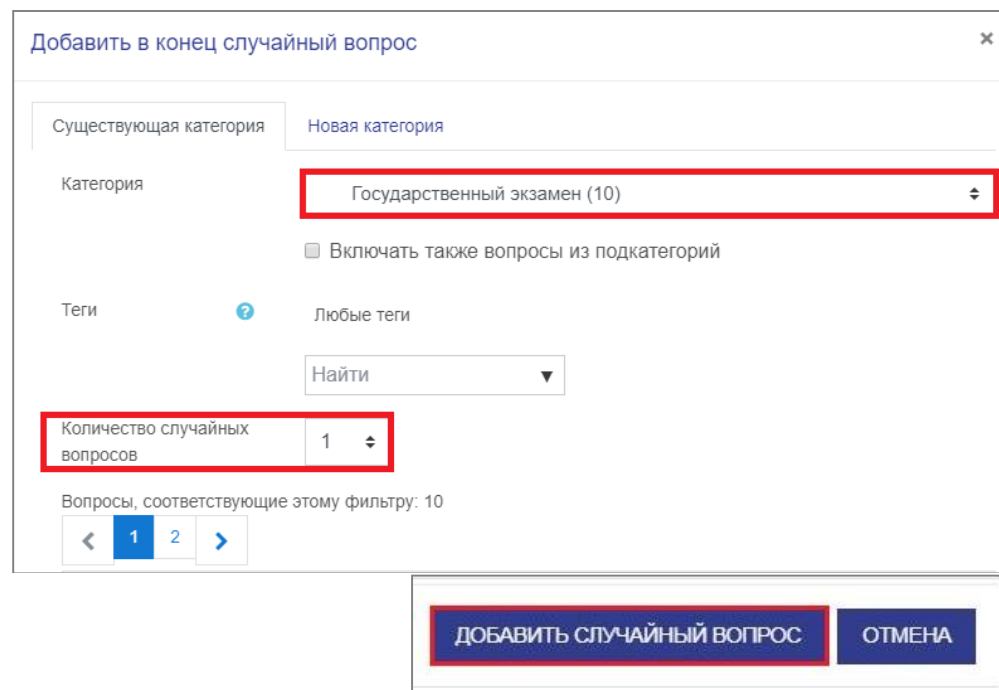 Добавить в конец случайный вопрос ×
Существующая категория Новая категория
Категория Государственный экзамен (10)
Включать также вопросы из подкатегорий
Теги ? Любые теги
Найти
Количество случайных
вопросов
1
Вопросы, соответствующие этому фильтру: 10
1 2
ДОБАВИТЬ СЛУЧАЙНЫЙ ВОПРОС ОТМЕНА